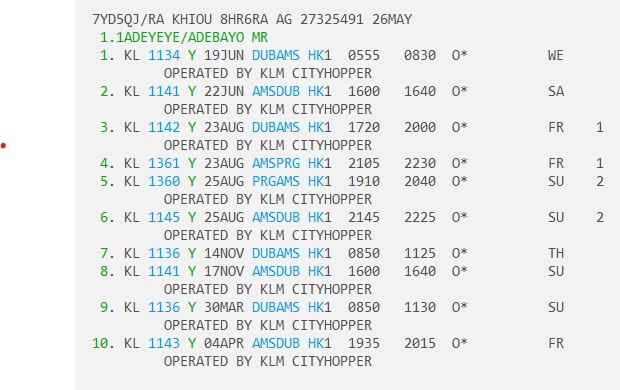 7YD5QJ/RA KHIOU 8HR6RA AG 27325491 26MAY
1.1ADEYEYE/ADEBAYO MR
1. KL 1134 Y 19JUN DUBAMS HK1 0555 0830 O* WE
OPERATED BY KLM CITYHOPPER
2. KL 1141 Y 22JUN AMSDUB HK1 1600 1640 O* SA
OPERATED BY KLM CITYHOPPER
3. KL 1142 Y 23AUG DUBAMS HK1 1720 2000 O* FR 1
OPERATED BY KLM CITYHOPPER
4. KL 1361 Y 23AUG AMSPRG HK1 2105 2230 O* FR 1
5. KL 1360 Y 25AUG PRGAMS HK1 1910 2040 O* SU 2
OPERATED BY KLM CITYHOPPER
6. KL 1145 Y 25AUG AMSDUB HK1 2145 2225 O* SU 2
OPERATED BY KLM CITYHOPPER
7. KL 1136 Y 14NOV DUBAMS HK1 0850 1125 O* TH
8. KL 1141 Y 17NOV AMSDUB HK1 1600 1640 O* SU
OPERATED BY KLM CITYHOPPER
9. KL 1136 Y 30MAR DUBAMS HK1 0850 1130 O* SU
OPERATED BY KLM CITYHOPPER
10. KL 1143 Y 04APR AMSDUB HK1 1935 2015 O* FR
OPERATED BY KLM CITYHOPPER